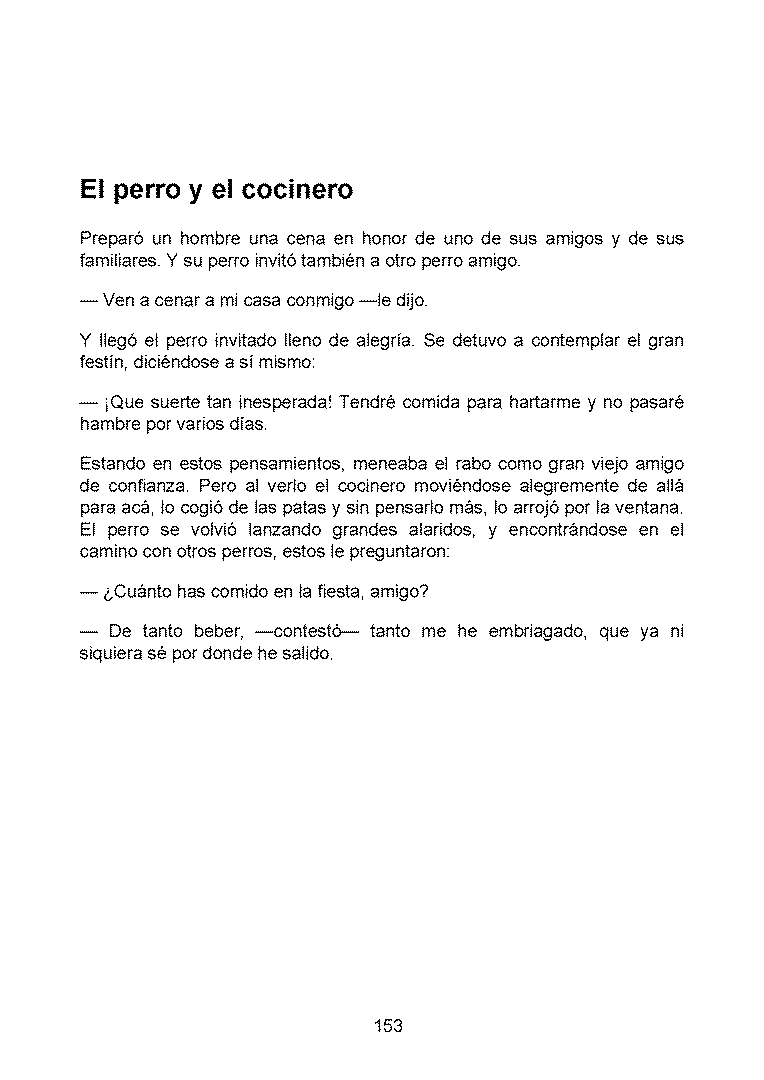 El perro y el cocinero
Preparó un hombre una cena en honor de uno de sus amigos y de sus
familiares. Y su perro invitó también a otro perro amigo.
— Ven a cenar a mi casa conmigo —le dijo.
Y llegó el perro invitado lleno de alegría. Se detuvo a contemplar el gran
festín, diciéndose a sí mismo:
— ¡Que suerte tan inesperada! Tendré comida para hartarme y no pasaré
hambre por varios días.
Estando en estos pensamientos, meneaba el rabo como gran viejo amigo
de confianza. Pero al verlo el cocinero moviéndose alegremente de allá
para acá, lo cogió de las patas y sin pensarlo más, lo arrojó por la ventana.
El perro se volvió lanzando grandes alaridos, y encontrándose en el
camino con otros perros, estos le preguntaron:
— ¿Cuánto has comido en la fiesta, amigo?
— De tanto beber, —contestó— tanto me he embriagado, que ya ni
siquiera sé por donde he salido.
153